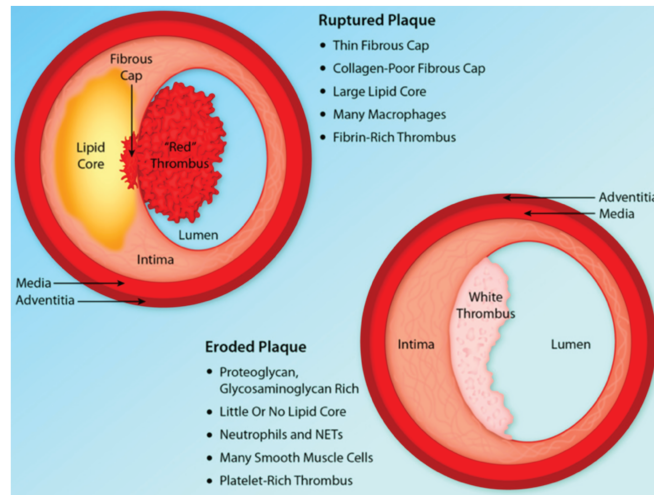 Ruptured Plaque
• Thin Fibrous Cap
• Collagen-Poor Fibrous Cap
• Large Lipid Core
• Many Macrophages
• Fibrin-Rich Thrombus
Fibrous
Cap
Lipid
Core
"Red"
Thrombus
Lumen
Intima
Media
Adventitia
Adventitia
Media
White
Thrombus
Intima
Lumen
Eroded Plaque
• Proteoglycan,
Glycosaminoglycan Rich
• Little Or No Lipid Core
• Neutrophils and NETs
• Many Smooth Muscle Cells
• Platelet-Rich Thrombus